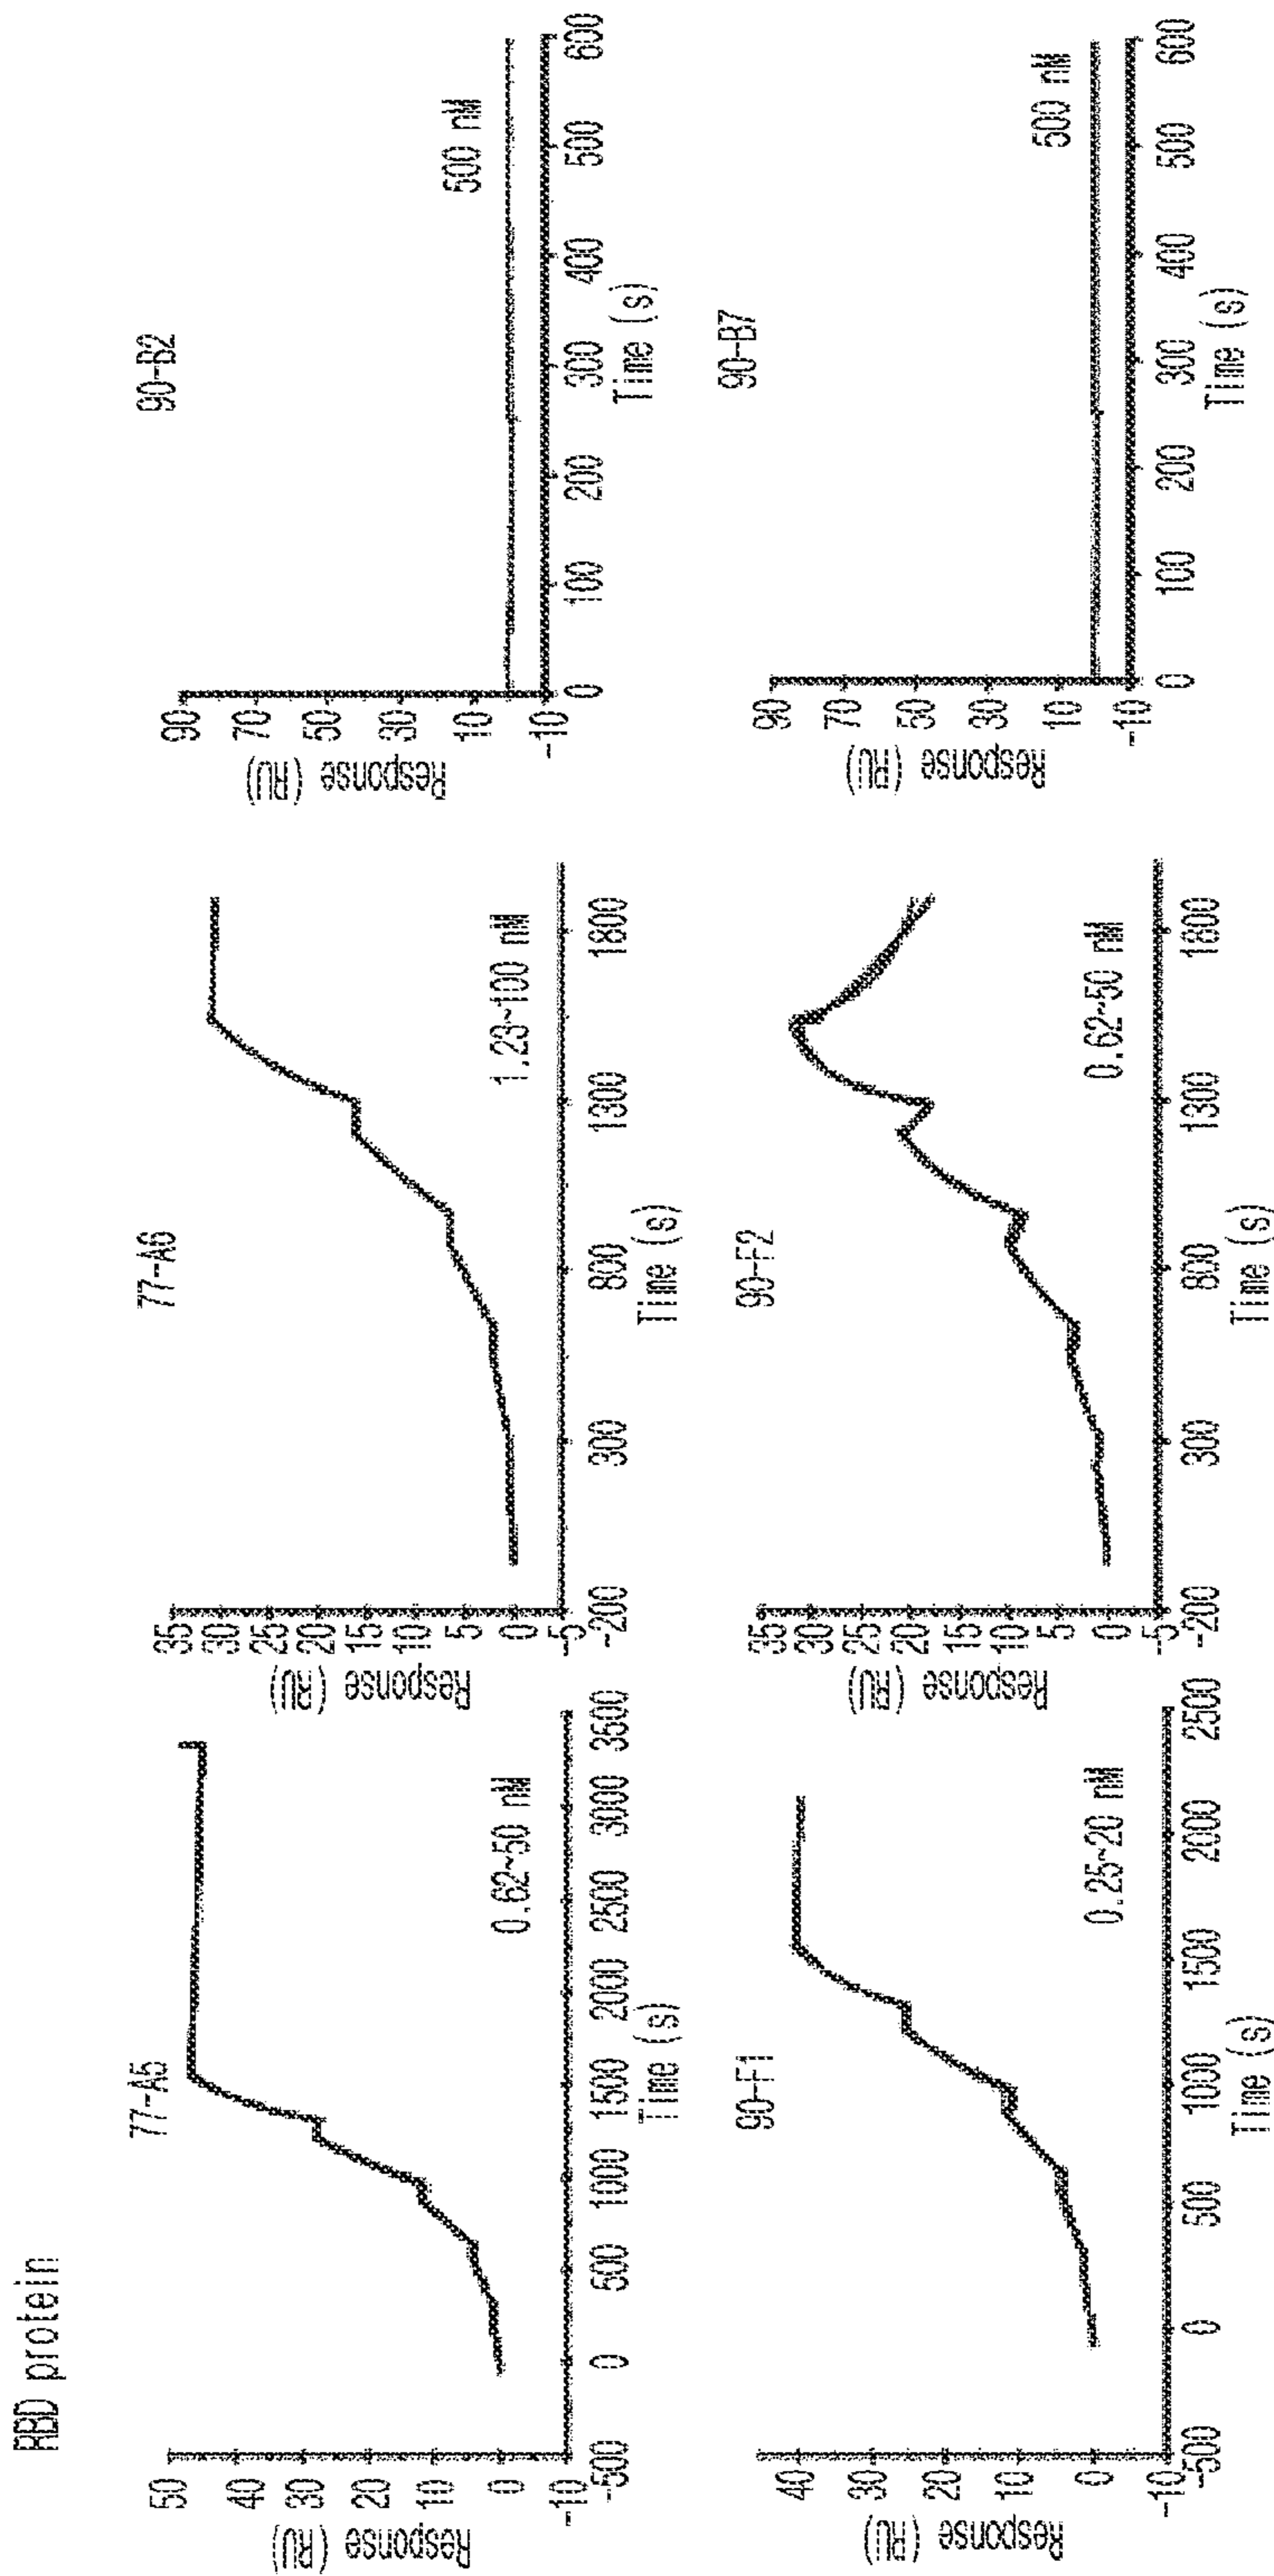 RBD protein
77-A5
Response (RU)
50
40
30
20
10
0
-10
0.62~50 nM
-500 0 500 1000 1500 2000 2500 3000 3500
Time (s)
77-A6
Response (RU)
35
30
25
20
15
10
5
0
-5
1.23~100 nM
-200 300 800 1300 1800
Time (s)
90-B2
Response (RU)
90
70
50
30
10
-10
500 nM
0 100 200 300 400 500 600
Time (s)
90-F1
Response (RU)
40
30
20
10
0
-10
0.25~20 nM
-500 0 500 1000 1500 2000 2500
Time (s)
90-F2
Response (RU)
35
30
25
20
15
10
5
0
-5
0.62~50 nM
-200 300 800 1300 1800
Time (s)
90-B7
Response (RU)
90
70
50
30
10
-10
500 nM
0 100 200 300 400 500 600
Time (s)